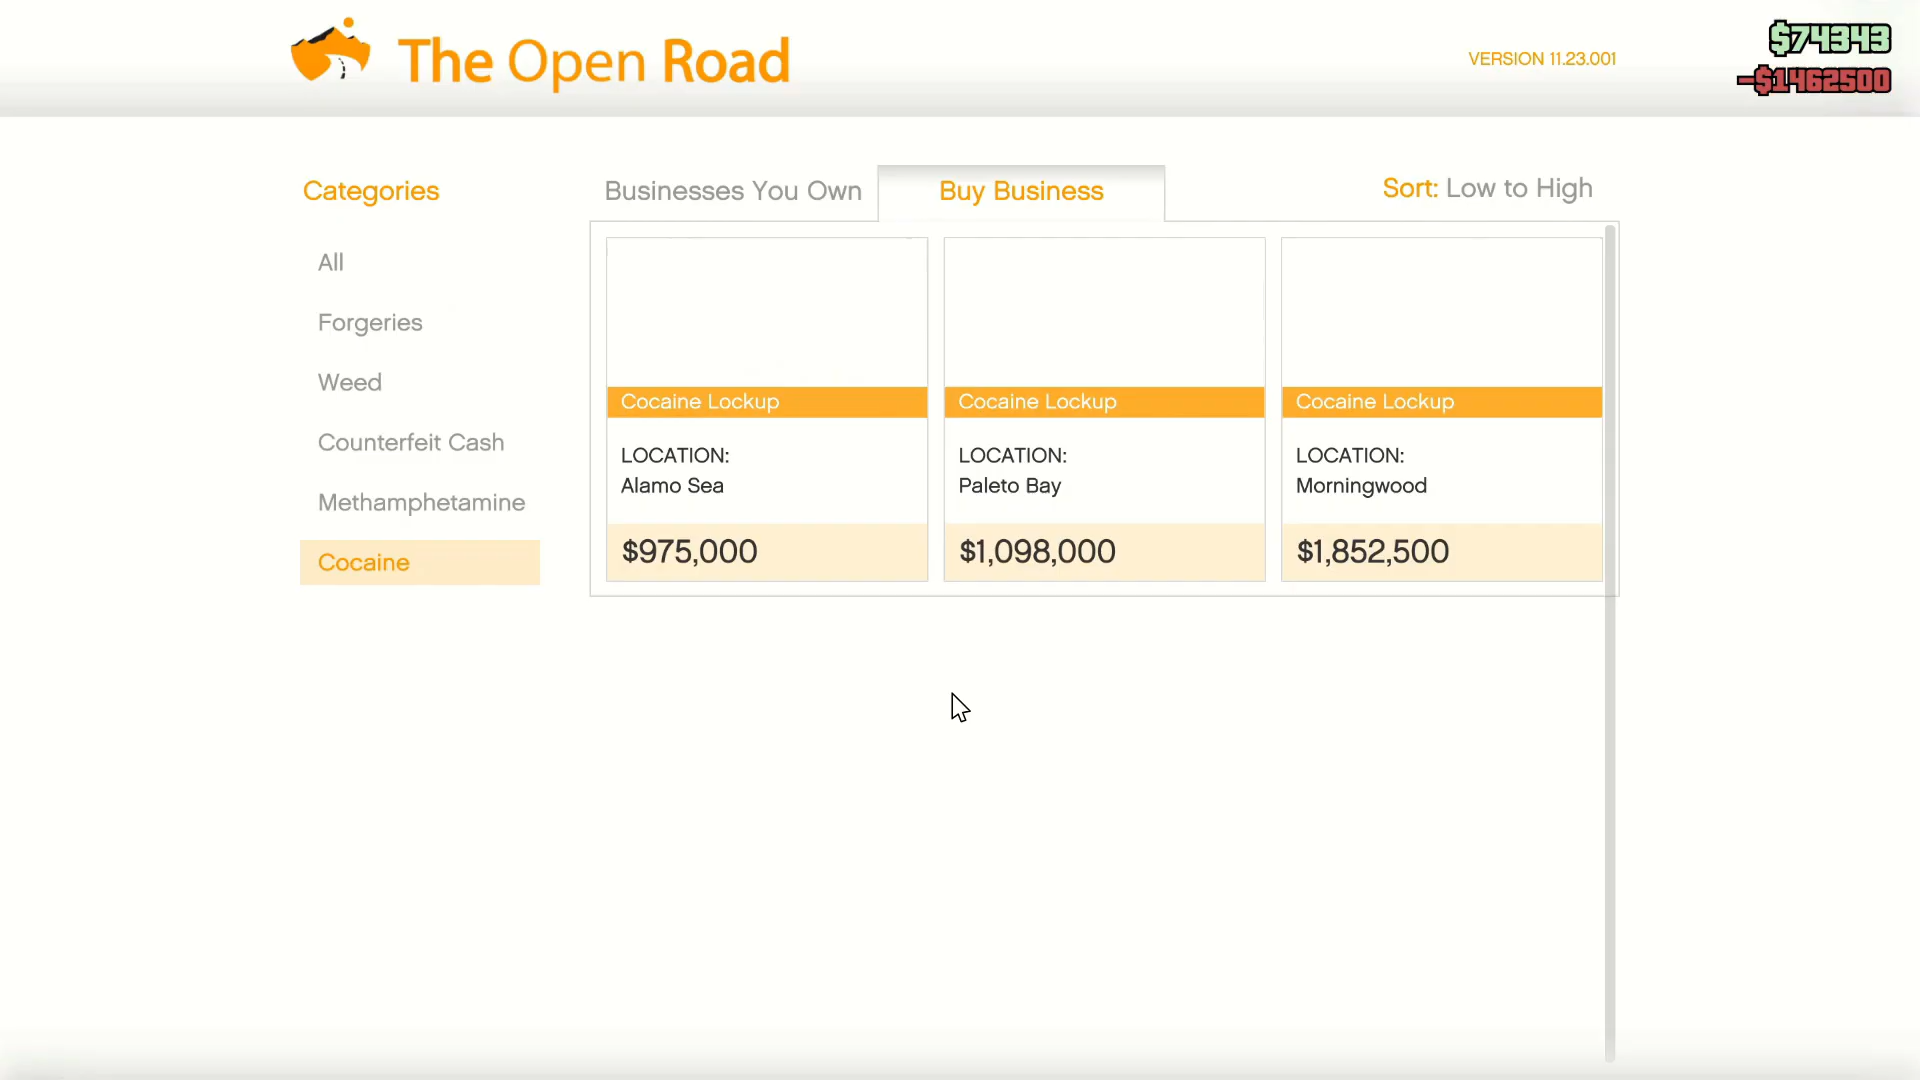 The Open Road
VERSION 11.23.001
$74343
-$1462500
Categories
All
Forgeries
Weed
Counterfeit Cash
Methamphetamine
Cocaine
Businesses You Own
Buy Business
Sort: Low to High
Cocaine Lockup
LOCATION:
Alamo Sea
$975,000
Cocaine Lockup
LOCATION:
Paleto Bay
$1,098,000
Cocaine Lockup
LOCATION:
Morningwood
$1,852,500